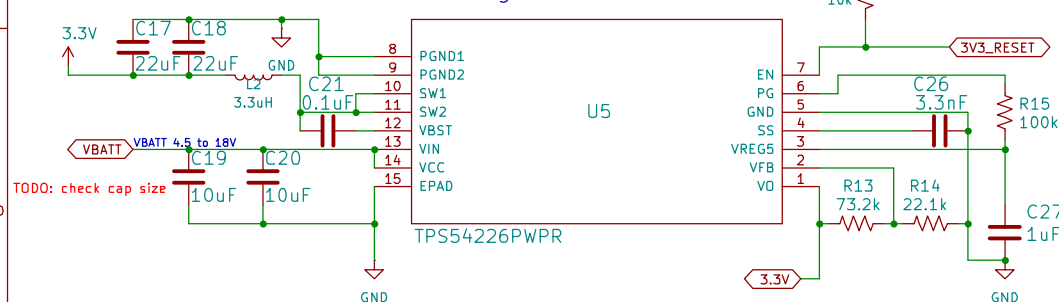 10k
3.3V
C17
C18
22uF
22uF
GND
L2
3.3uH
C21
0.1uF
VBATT
VBATT 4.5 to 18V
C19
C20
10uF
10uF
TODO: check cap size
GND
8
9
10
11
12
13
14
15
PGND1
PGND2
SW1
SW2
VBST
VIN
VCC
EPAD
U5
TPS54226PWPR
EN
PG
GND
SS
VREG5
VFB
VO
7
6
5
4
3
2
1
3V3_RESET
C26
3.3nF
R15
100k
R13
73.2k
R14
22.1k
C27
1uF
3.3V
GND